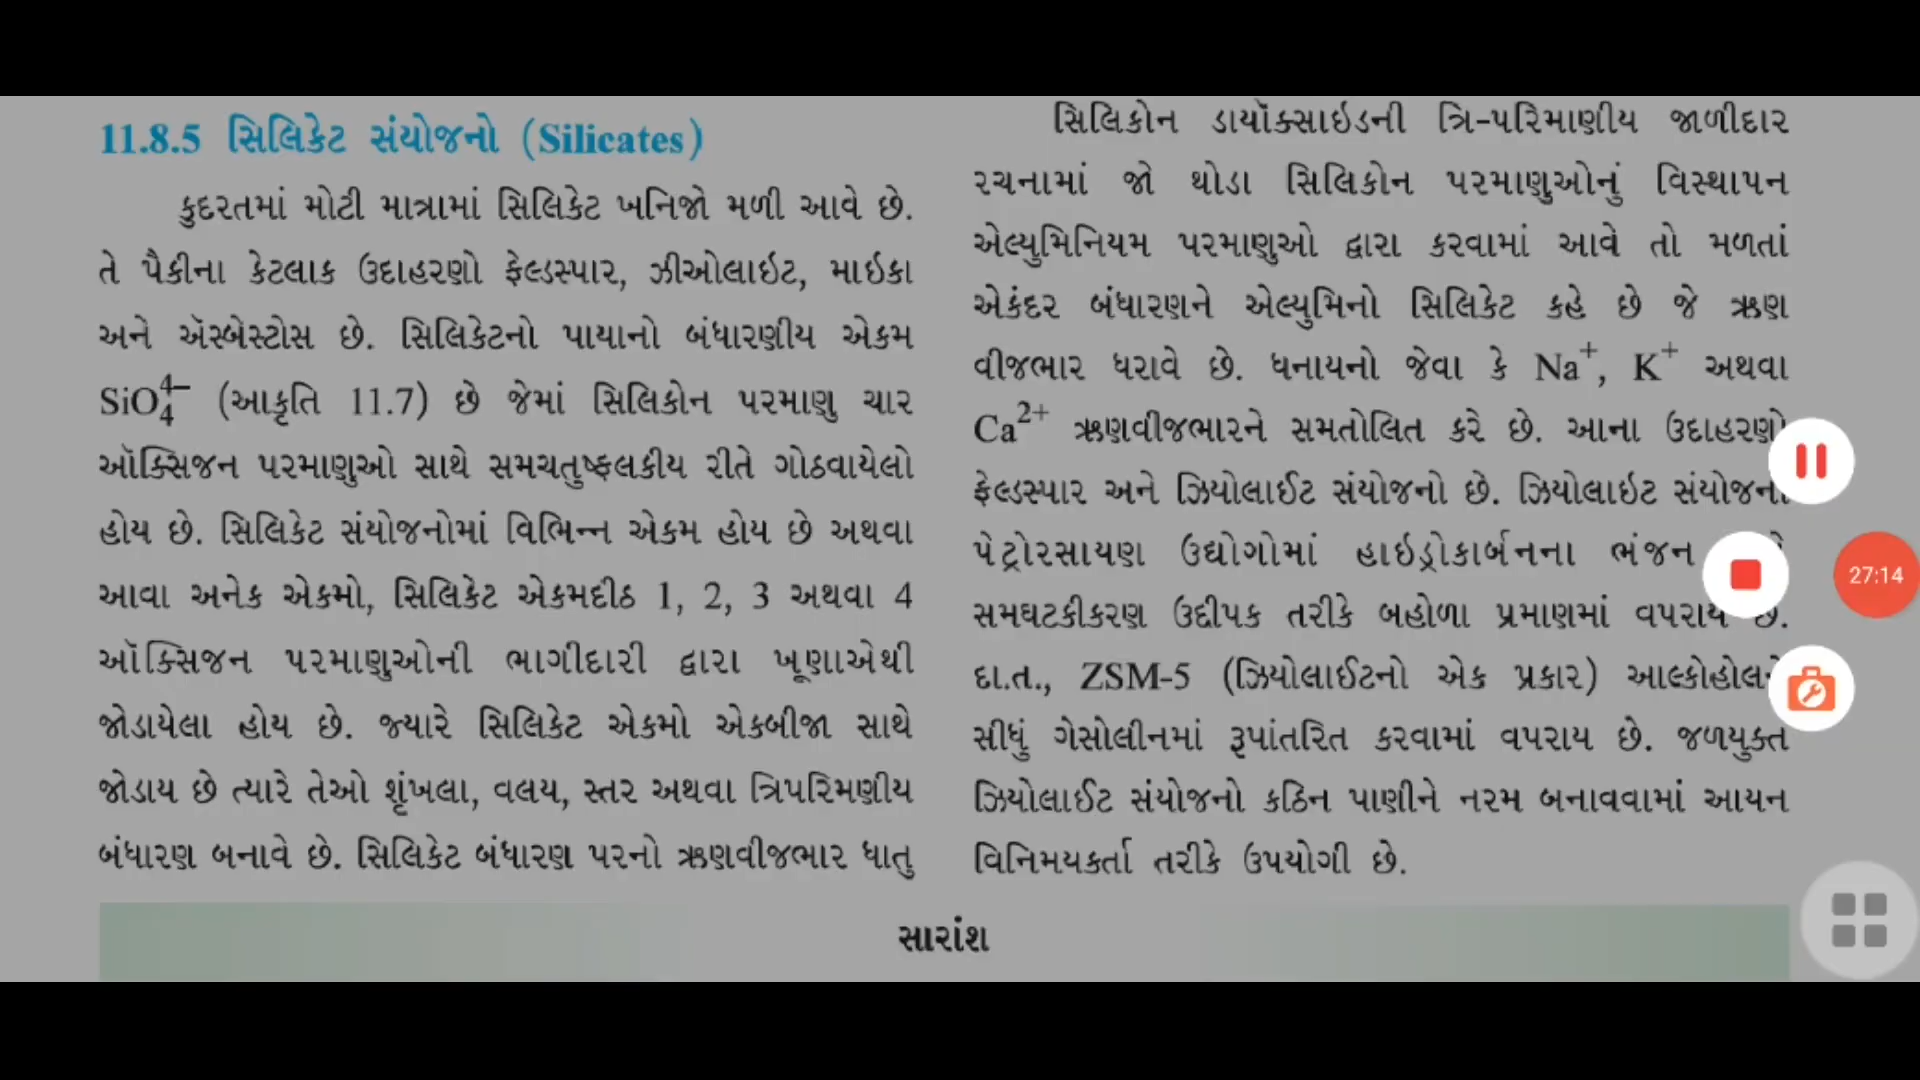 11.8.5 સિલિકેટ સંયોજનો (Silicates)
કુદરતમાં મોટી માત્રામાં સિલિકેટ ખનિજો મળી આવે છે.
તે પૈકીના કેટલાક ઉદાહરણો ફેલ્ડસ્પાર, ઝીઓલાઇટ, માઇકા
અને ઍસ્બેસ્ટોસ છે. સિલિકેટનો પાયાનો બંધારણીય એકમ
SiO₄⁴⁻ (આકૃતિ 11.7) છે જેમાં સિલિકોન પરમાણુ ચાર
ઑક્સિજન પરમાણુઓ સાથે સમચતુષ્ફલકીય રીતે ગોઠવાયેલો
હોય છે. સિલિકેટ સંયોજનોમાં વિભિન્ન એકમ હોય છે અથવા
આવા અનેક એકમો, સિલિકેટ એકમદીઠ 1, 2, 3 અથવા 4
ઑક્સિજન પરમાણુઓની ભાગીદારી દ્વારા ખૂણાએથી
જોડાયેલા હોય છે. જ્યારે સિલિકેટ એકમો એકબીજા સાથે
જોડાય છે ત્યારે તેઓ શૃંખલા, વલય, સ્તર અથવા ત્રિપરિમણીય
બંધારણ બનાવે છે. સિલિકેટ બંધારણ પરનો ઋણવીજભાર ધાતુ
સિલિકોન ડાયૉક્સાઇડની ત્રિ-પરિમાણીય જાળીદાર
રચનામાં જો થોડા સિલિકોન પરમાણુઓનું વિસ્થાપન
એલ્યુમિનિયમ પરમાણુઓ દ્વારા કરવામાં આવે તો મળતાં
એકંદર બંધારણને એલ્યુમિનો સિલિકેટ કહે છે જે ઋણ
વીજભાર ધરાવે છે. ધનાયનો જેવા કે Na⁺, K⁺ અથવા
Ca²⁺ ઋણવીજભારને સમતોલિત કરે છે. આના ઉદાહરણો
ફેલ્ડસ્પાર અને ઝિયોલાઈટ સંયોજનો છે. ઝિયોલાઇટ સંયોજનો
પેટ્રોરસાયણ ઉદ્યોગોમાં હાઇડ્રોકાર્બનના ભંજન
સમઘટકીકરણ ઉદ્દીપક તરીકે બહોળા પ્રમાણમાં વપરાય છે.
દા.ત., ZSM-5 (ઝિયોલાઈટનો એક પ્રકાર) આલ્કોહોલને
સીધું ગેસોલીનમાં રૂપાંતરિત કરવામાં વપરાય છે. જળયુક્ત
ઝિયોલાઈટ સંયોજનો કઠિન પાણીને નરમ બનાવવામાં આયન
વિનિમયકર્તા તરીકે ઉપયોગી છે.
27:14
સારાંશ